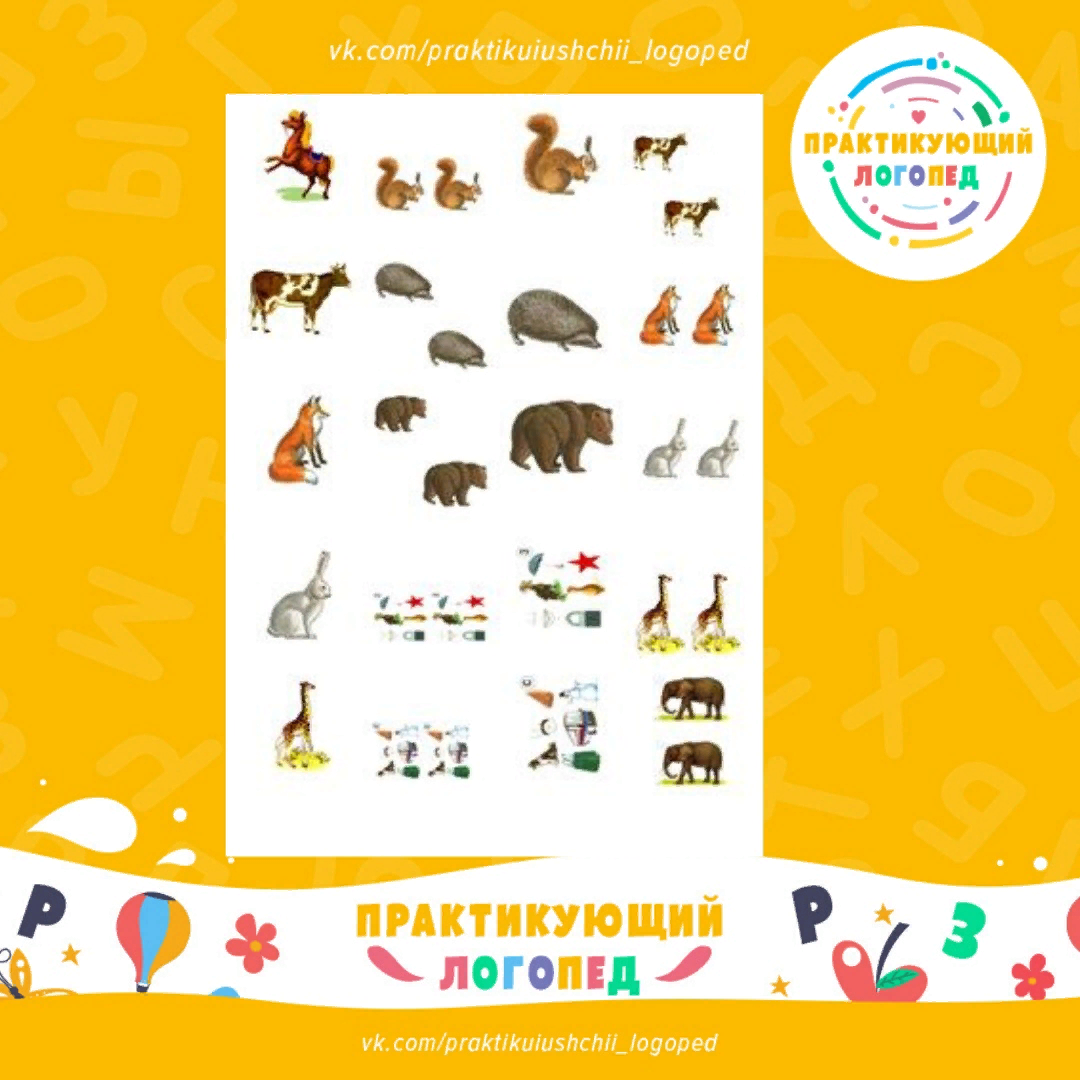 vk.com/praktikuiushchii_logoped
ПРАКТИКУЮЩИЙ
ЛОГОПЕД
Р
Р
З
ПРАКТИКУЮЩИЙ
ЛОГОПЕД
vk.com/praktikuiushchii_logoped